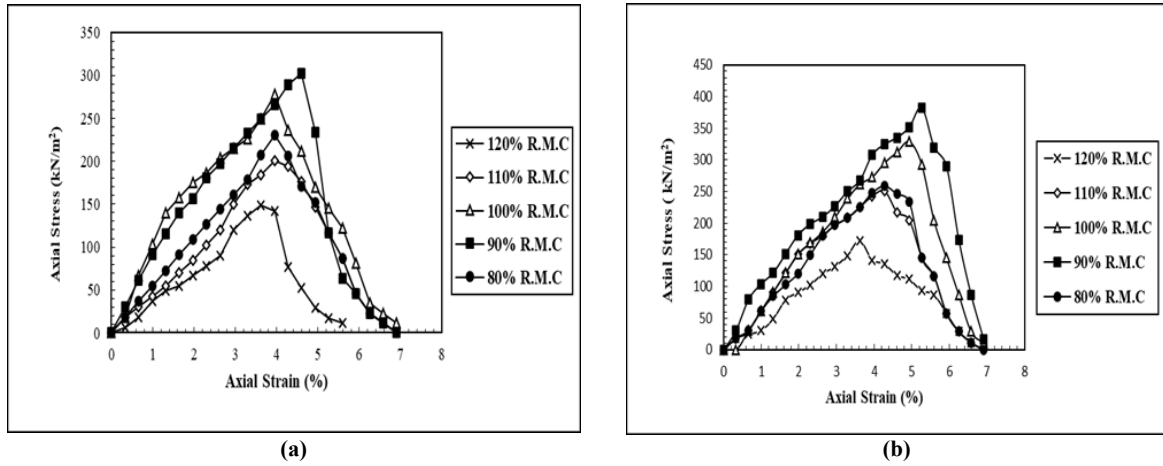 350
300
250
200
150
100
50
0
Axial Stress (kN/m²)
0 1 2 3 4 5 6 7 8
Axial Strain (%)
120% R.M.C
110% R.M.C
100% R.M.C
90% R.M.C
80% R.M.C
(a)
450
400
350
300
250
200
150
100
50
0
Axial Stress ( kN/m²)
0 1 2 3 4 5 6 7 8
Axial Strain (%)
120% R.M.C
110% R.M.C
100% R.M.C
90% R.M.C
80% R.M.C
(b)